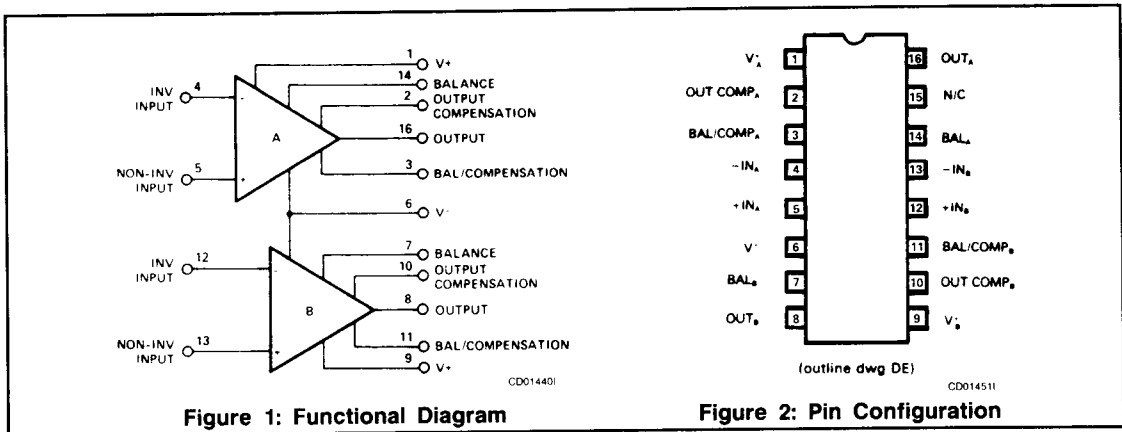 1
V+
14
BALANCE
4
INV
INPUT
2
OUTPUT
COMPENSATION
-
A
16
OUTPUT
5
NON-INV
INPUT
+
3
BAL/COMPENSATION
6
V-
7
BALANCE
12
INV
INPUT
10
OUTPUT
COMPENSATION
-
B
8
OUTPUT
13
NON-INV
INPUT
+
11
BAL/COMPENSATION
9
V+
CD01440I
Figure 1: Functional Diagram
V+A 1 16 OUTA
OUT COMPA 2 15 N/C
BAL/COMPA 3 14 BALA
-INA 4 13 -INB
+INA 5 12 +INB
V- 6 11 BAL/COMPB
BALB 7 10 OUT COMPB
OUTB 8 9 V+B
(outline dwg DE)
CD01451I
Figure 2: Pin Configuration